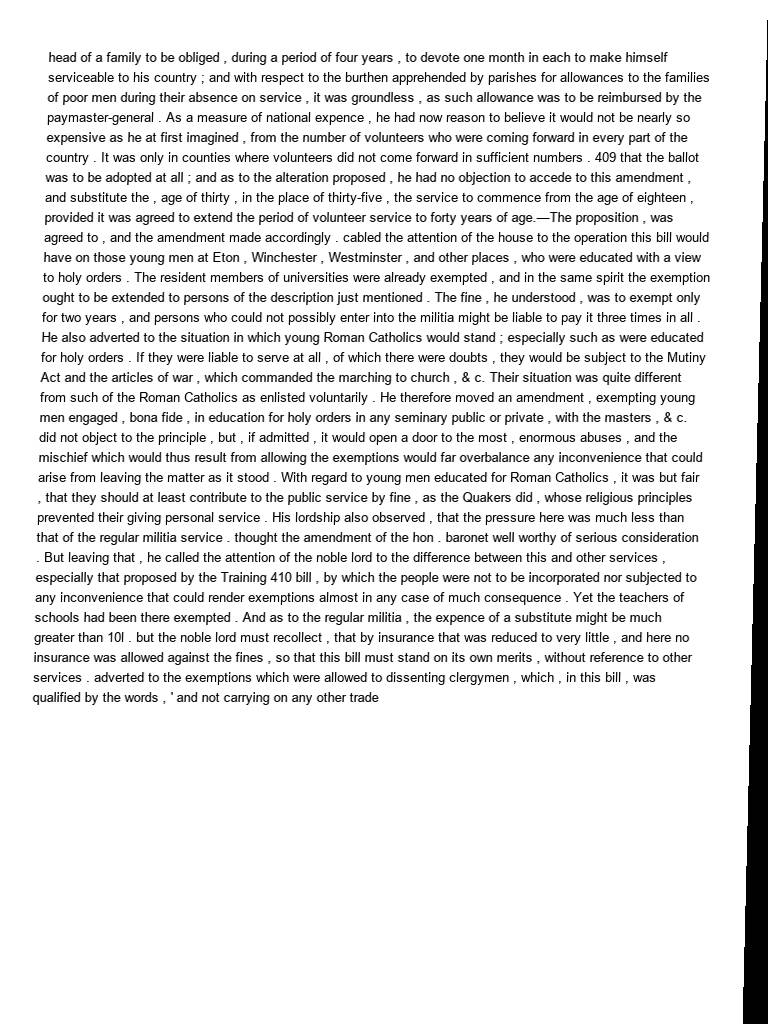 head of a family to be obliged , during a period of four years , to devote one month in each to make himself
serviceable to his country ; and with respect to the burthen apprehended by parishes for allowances to the families
of poor men during their absence on service , it was groundless , as such allowance was to be reimbursed by the
paymaster-general . As a measure of national expence , he had now reason to believe it would not be nearly so
expensive as he at first imagined , from the number of volunteers who were coming forward in every part of the
country . It was only in counties where volunteers did not come forward in sufficient numbers . 409 that the ballot
was to be adopted at all ; and as to the alteration proposed , he had no objection to accede to this amendment ,
and substitute the , age of thirty , in the place of thirty-five , the service to commence from the age of eighteen ,
provided it was agreed to extend the period of volunteer service to forty years of age.—The proposition , was
agreed to , and the amendment made accordingly . cabled the attention of the house to the operation this bill would
have on those young men at Eton , Winchester , Westminster , and other places , who were educated with a view
to holy orders . The resident members of universities were already exempted , and in the same spirit the exemption
ought to be extended to persons of the description just mentioned . The fine , he understood , was to exempt only
for two years , and persons who could not possibly enter into the militia might be liable to pay it three times in all .
He also adverted to the situation in which young Roman Catholics would stand ; especially such as were educated
for holy orders . If they were liable to serve at all , of which there were doubts , they would be subject to the Mutiny
Act and the articles of war , which commanded the marching to church , & c. Their situation was quite different
from such of the Roman Catholics as enlisted voluntarily . He therefore moved an amendment , exempting young
men engaged , bona fide , in education for holy orders in any seminary public or private , with the masters , & c.
did not object to the principle , but , if admitted , it would open a door to the most , enormous abuses , and the
mischief which would thus result from allowing the exemptions would far overbalance any inconvenience that could
arise from leaving the matter as it stood . With regard to young men educated for Roman Catholics , it was but fair
, that they should at least contribute to the public service by fine , as the Quakers did , whose religious principles
prevented their giving personal service . His lordship also observed , that the pressure here was much less than
that of the regular militia service . thought the amendment of the hon . baronet well worthy of serious consideration
. But leaving that , he called the attention of the noble lord to the difference between this and other services ,
especially that proposed by the Training 410 bill , by which the people were not to be incorporated nor subjected to
any inconvenience that could render exemptions almost in any case of much consequence . Yet the teachers of
schools had been there exempted . And as to the regular militia , the expence of a substitute might be much
greater than 10l . but the noble lord must recollect , that by insurance that was reduced to very little , and here no
insurance was allowed against the fines , so that this bill must stand on its own merits , without reference to other
services . adverted to the exemptions which were allowed to dissenting clergymen , which , in this bill , was
qualified by the words , ' and not carrying on any other trade